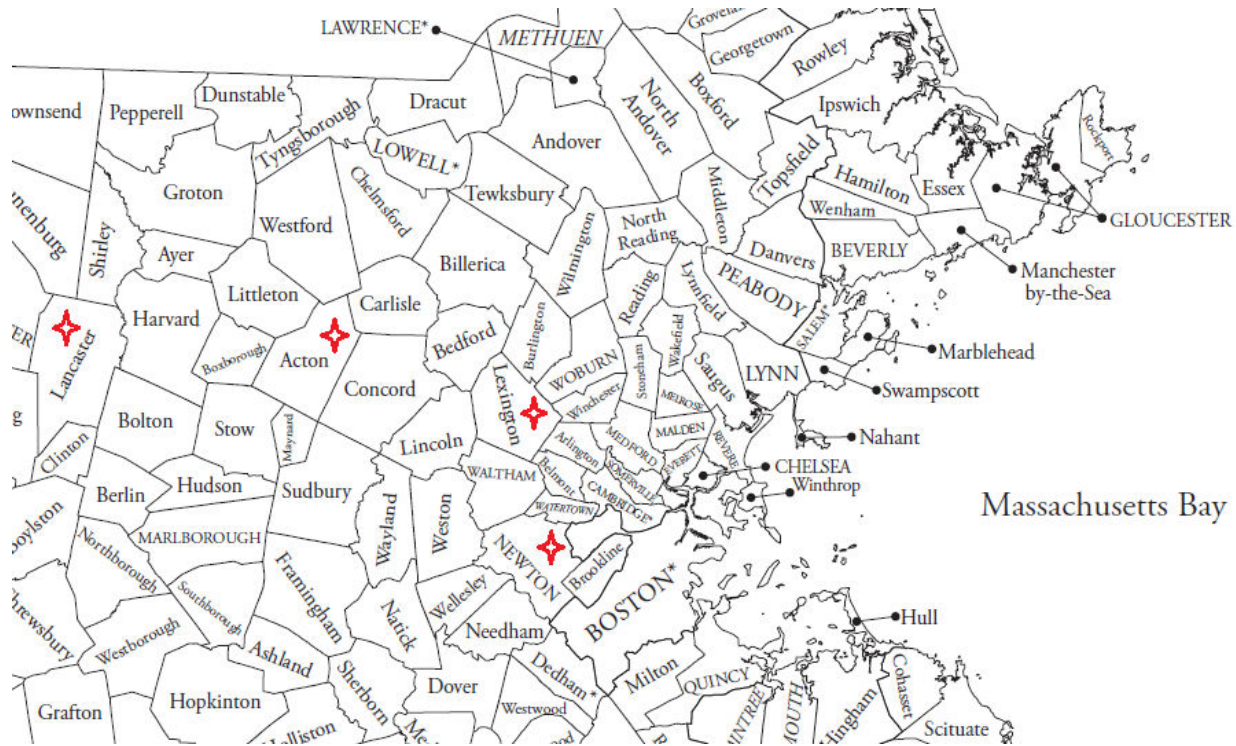 LAWRENCE*
METHUEN
Georgetown
Rowley
Dunstable
Pepperell
Tyngsborough
Dracut
LOWELL*
Andover
North
Andover
Boxford
Ipswich
Rockport
Groton
Westford
Chelmsford
Tewksbury
Middleton
Topsfield
Hamilton
Essex
GLOUCESTER
Wenham
Shirley
Ayer
Littleton
Carlisle
Billerica
Wilmington
North
Reading
Danvers
BEVERLY
Manchester
by-the-Sea
Lancaster
Harvard
Boxborough
Acton
Bedford
Burlington
Reading
Lynnfield
PEABODY
SALEM*
Marblehead
Concord
Lexington
WOBURN
Stoneham
Wakefield
Saugus
LYNN
Swampscott
Bolton
Stow
Maynard
Lincoln
Winchester
MELROSE
Nahant
Clinton
Arlington
MEDFORD
MALDEN
REVERE
Berlin
Hudson
Sudbury
Wayland
Weston
WALTHAM
Belmont
SOMERVILLE
EVERETT
CHELSEA
Winthrop
CAMBRIDGE*
WATERTOWN
Massachusetts Bay
Northborough
MARLBOROUGH
Framingham
NEWTON
Brookline
BOSTON*
Southborough
Westborough
Natick
Wellesley
Needham
Hull
Ashland
Hopkinton
Sherborn
Dover
Dedham*
Westwood
Milton
QUINCY
Cohasset
Scituate
Grafton